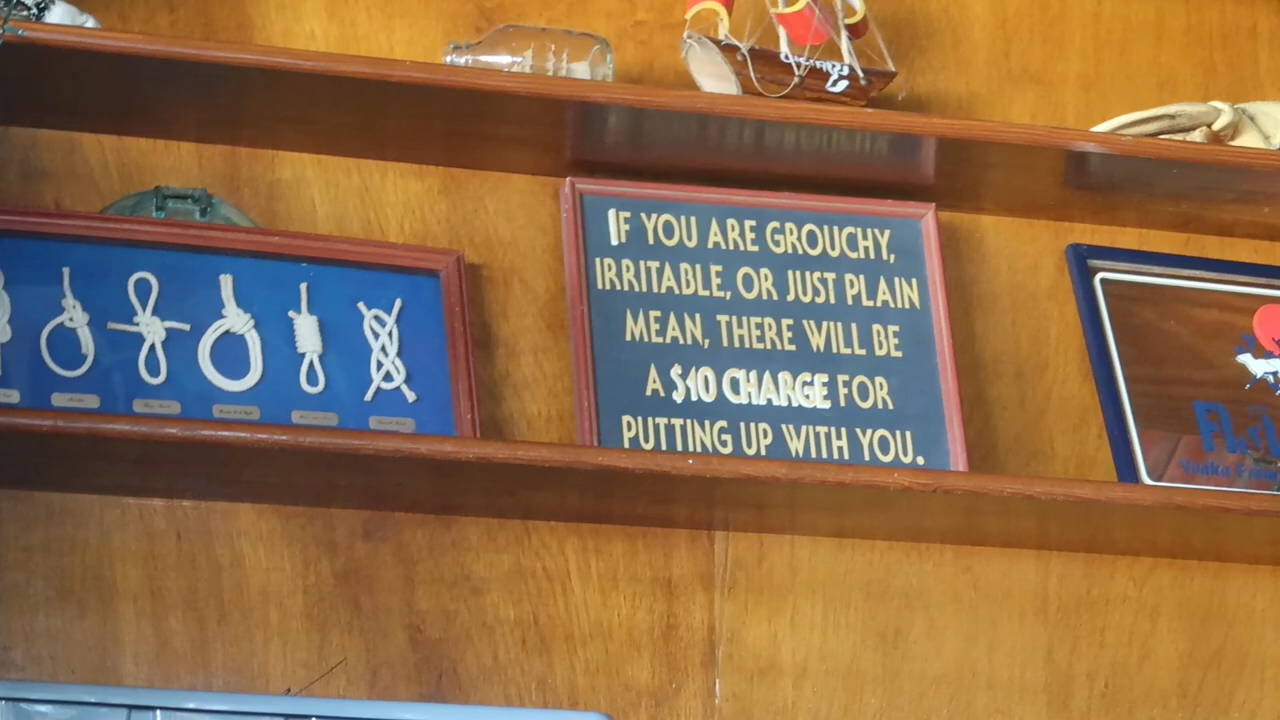 IF YOU ARE GROUCHY,
IRRITABLE, OR JUST PLAIN
MEAN, THERE WILL BE
A $10 CHARGE FOR
PUTTING UP WITH YOU.
Vodka